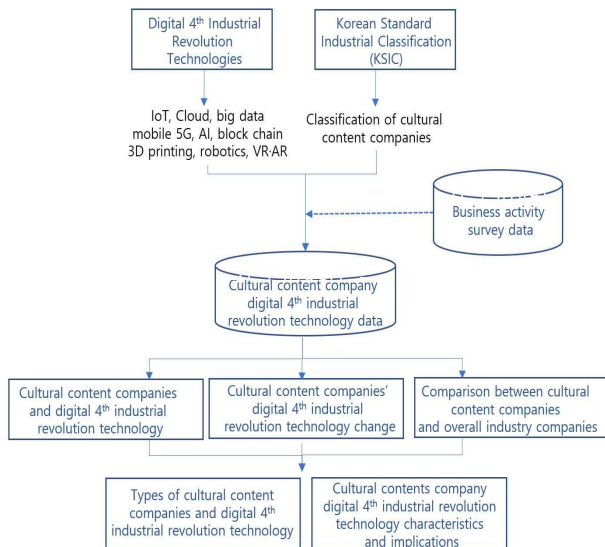 Digital 4th Industrial
Revolution
Technologies
Korean Standard
Industrial Classification
(KSIC)
IoT, Cloud, big data
mobile 5G, AI, block chain
3D printing, robotics, VR·AR
Classification of cultural
content companies
Business activity
survey data
Cultural content company
digital 4th industrial
revolution technology data
Cultural content companies
and digital 4th industrial
revolution technology
Cultural content companies’
digital 4th industrial
revolution technology change
Comparison between cultural
content companies
and overall industry companies
Types of cultural content
companies and digital 4th
industrial revolution technology
Cultural contents company
digital 4th industrial revolution
technology characteristics
and implications